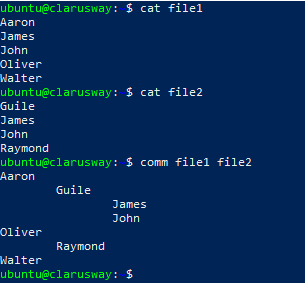 ubuntu@clarusway:~$ cat file1
Aaron
James
John
Oliver
Walter
ubuntu@clarusway:~$ cat file2
Guile
James
John
Raymond
ubuntu@clarusway:~$ comm file1 file2
Aaron
        Guile
                James
                John
Oliver
        Raymond
Walter
ubuntu@clarusway:~$